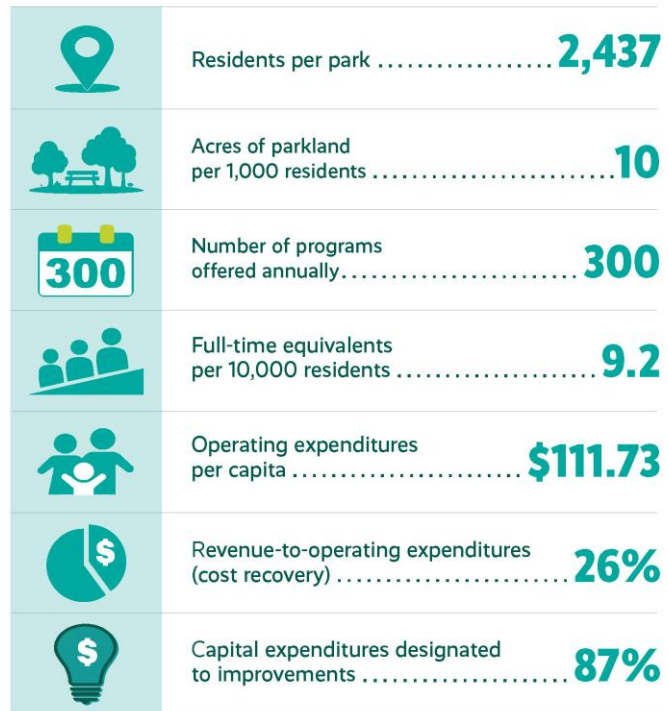 Residents per park .................. 2,437
Acres of parkland
per 1,000 residents .......................... 10
300
Number of programs
offered annually..................... 300
Full-time equivalents
per 10,000 residents ...................... 9.2
Operating expenditures
per capita ......................... $111.73
$
Revenue-to-operating expenditures
(cost recovery) ......................... 26%
$
Capital expenditures designated
to improvements ...................... 87%